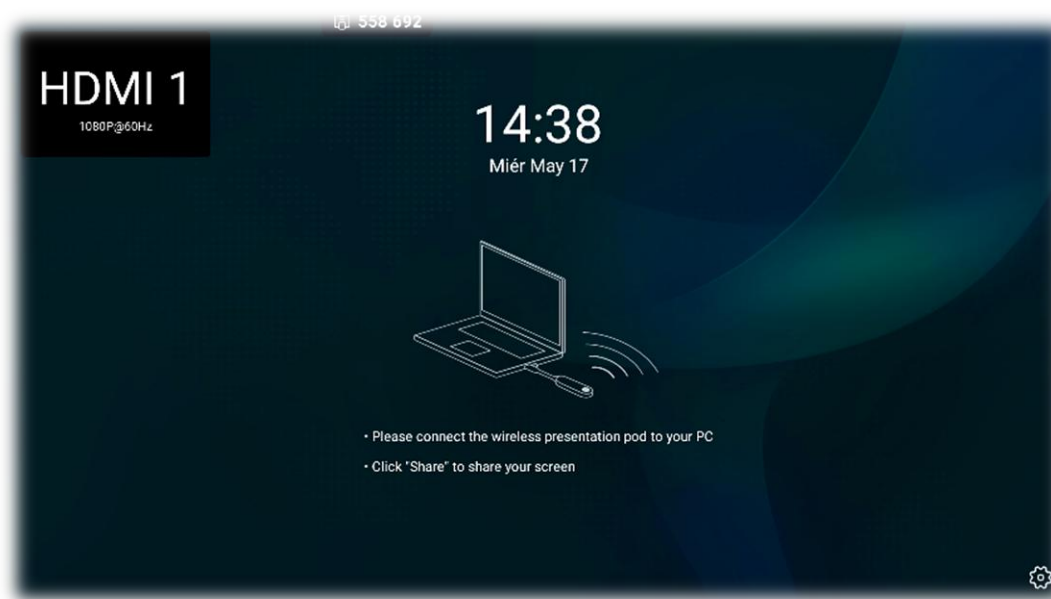 558 692
HDMI 1
1080P@60Hz
14:38
Miér May 17
• Please connect the wireless presentation pod to your PC
• Click "Share" to share your screen